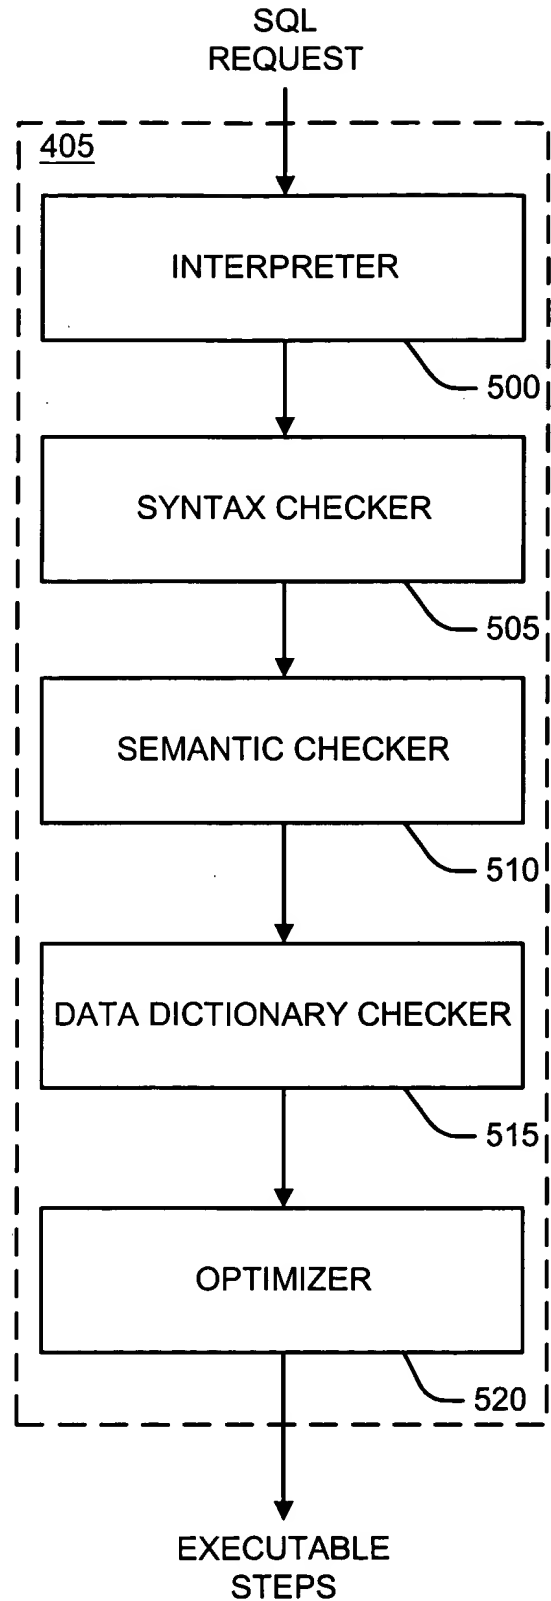 SQL
REQUEST
405
INTERPRETER
500
SYNTAX CHECKER
505
SEMANTIC CHECKER
510
DATA DICTIONARY CHECKER
515
OPTIMIZER
520
EXECUTABLE
STEPS